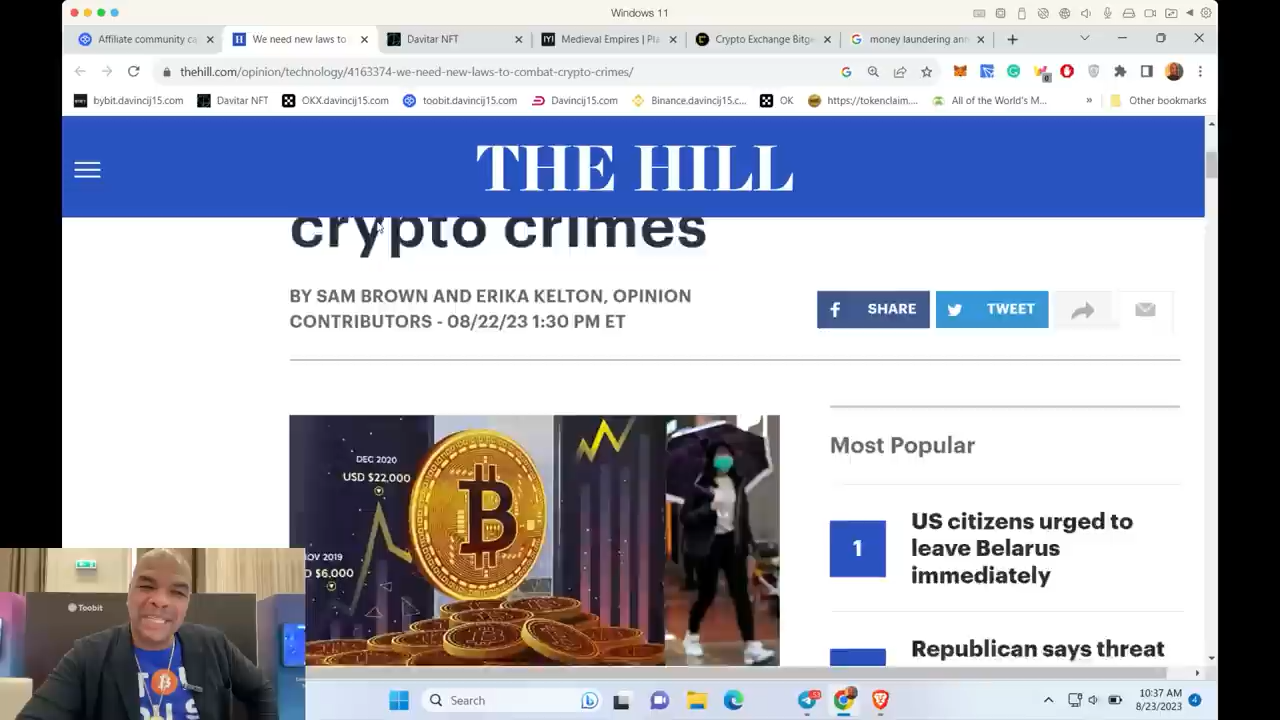 Windows 11
Affiliate community ca
We need new laws to
Davitar NFT
Medieval Empires | Pla
Crypto Exchange Bitge
money laundering ann
thehill.com/opinion/technology/4163374-we-need-new-laws-to-combat-crypto-crimes/
bybit.davincij15.com
Davitar NFT
OKX.davincij15.com
toobit.davincij15.com
Davincij15.com
Binance.davincij15.c...
OK
https://tokenclaim....
All of the World's M...
»
Other bookmarks
THE HILL
crypto crimes
BY SAM BROWN AND ERIKA KELTON, OPINION
CONTRIBUTORS - 08/22/23 1:30 PM ET
SHARE
TWEET
DEC 2020
USD $22,000
OV 2019
D $6,000
Most Popular
1
US citizens urged to
leave Belarus
immediately
Republican says threat
Toobit
Search
10:37 AM
8/23/2023
4